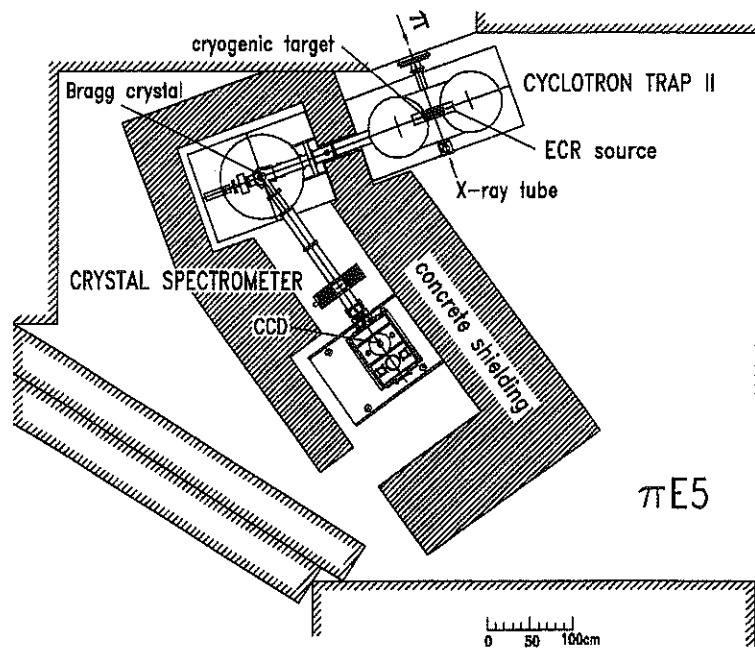 π
cryogenic target
Bragg crystal
CYCLOTRON TRAP II
ECR source
X-ray tube
CRYSTAL SPECTROMETER
concrete shielding
CCD
πE5
0 50 100cm